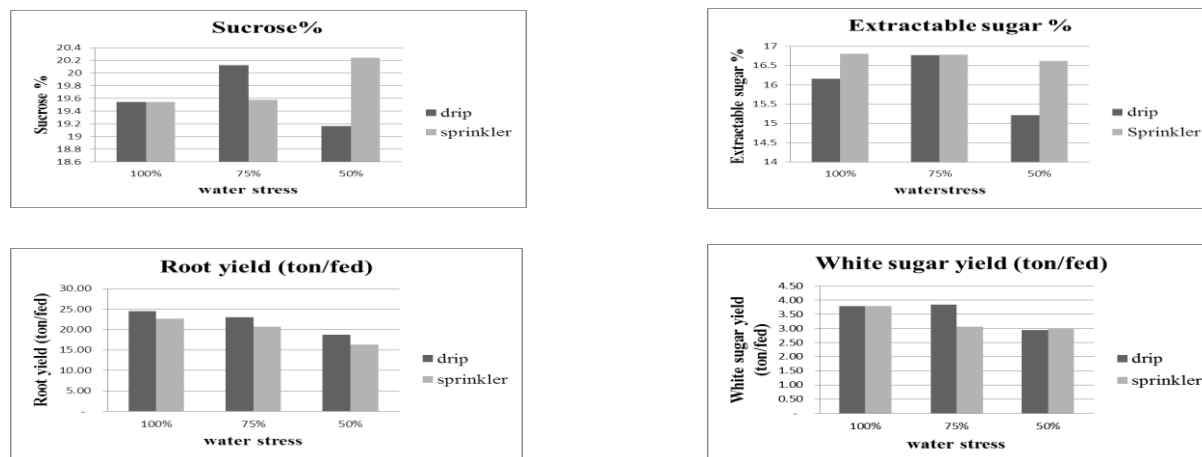 Sucrose%
Sucrose %
20.4
20.2
20
19.8
19.6
19.4
19.2
19
18.8
18.6
100%
75%
50%
water stress
drip
sprinkler
Extractable sugar %
Extractable sugar %
17
16.5
16
15.5
15
14.5
14
100%
75%
50%
waterstress
drip
Sprinkler
Root yield (ton/fed)
Root yield (ton/fed)
30.00
25.00
20.00
15.00
10.00
5.00
-
100%
75%
50%
water stress
drip
sprinkler
White sugar yield (ton/fed)
White sugar yield
(ton/fed)
4.50
4.00
3.50
3.00
2.50
2.00
1.50
1.00
0.50
-
100%
75%
50%
water stress
drip
sprinkler